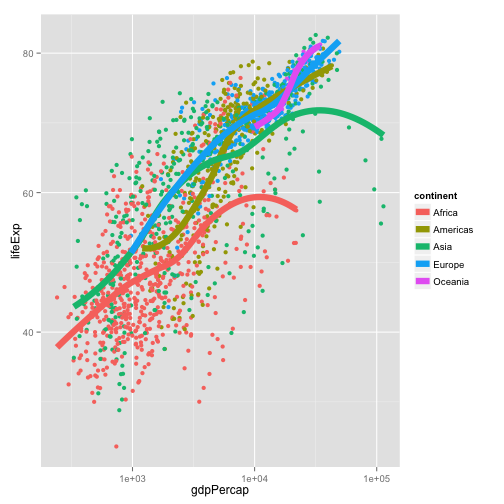 80
60
40
lifeExp
1e+03 1e+04 1e+05
gdpPercap
continent
Africa
Americas
Asia
Europe
Oceania